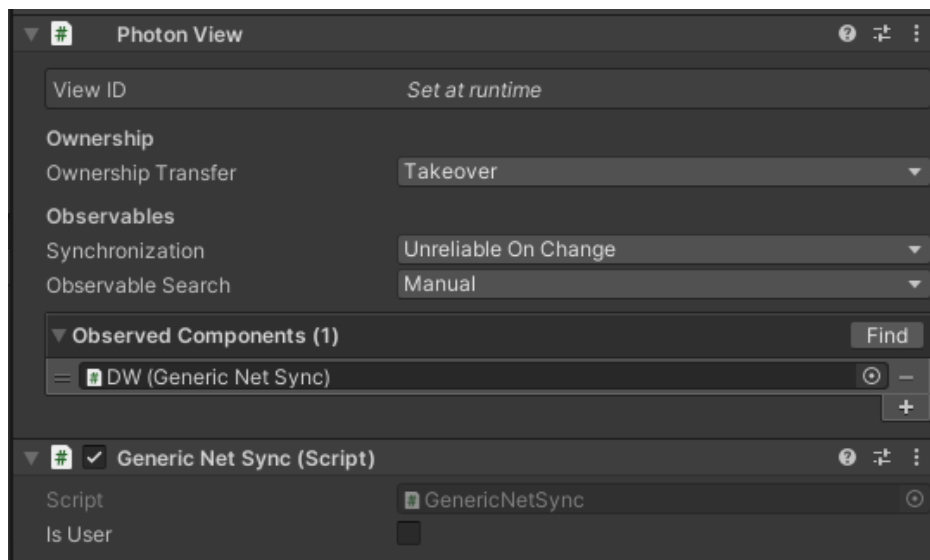 Photon View
View ID Set at runtime
Ownership
Ownership Transfer Takeover
Observables
Synchronization Unreliable On Change
Observable Search Manual
Observed Components (1) Find
# DW (Generic Net Sync)
Generic Net Sync (Script)
Script # GenericNetSync
Is User